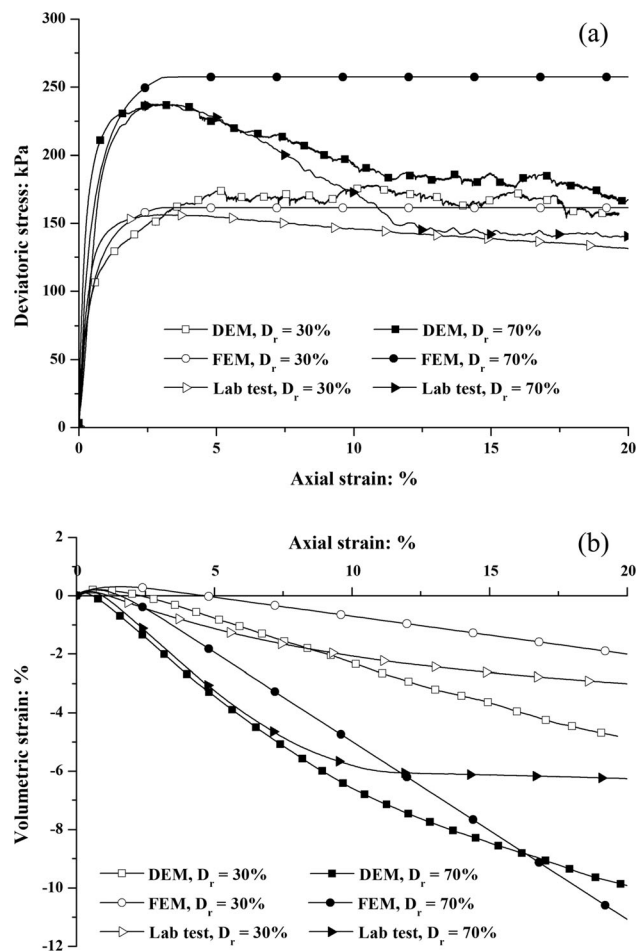 (a)
300
250
200
150
100
50
0
Deviatoric stress: kPa
DEM, D_r = 30% DEM, D_r = 70%
FEM, D_r = 30% FEM, D_r = 70%
Lab test, D_r = 30% Lab test, D_r = 70%
0 5 10 15 20
Axial strain: %
Axial strain: %
(b)
0 5 10 15 20
2
0
-2
-4
-6
-8
-10
-12
Volumetric strain: %
DEM, D_r = 30% DEM, D_r = 70%
FEM, D_r = 30% FEM, D_r = 70%
Lab test, D_r = 30% Lab test, D_r = 70%